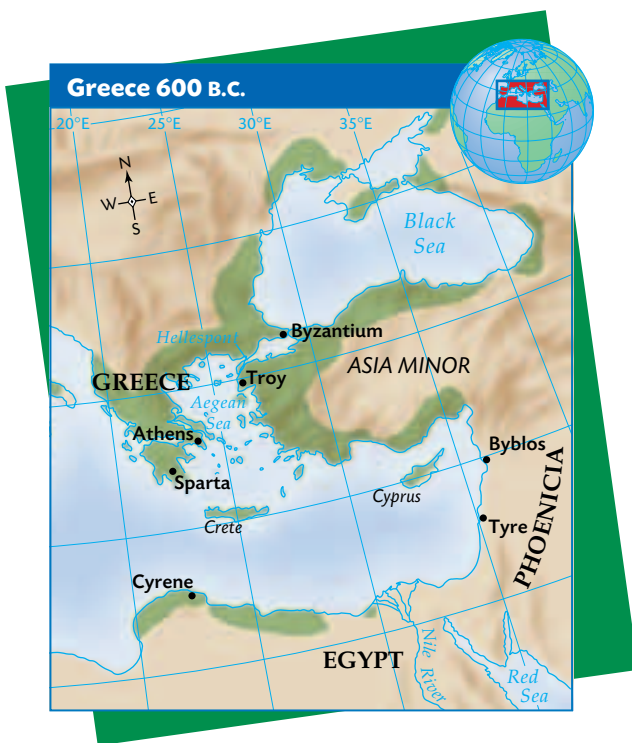 Greece 600 B.C.
20°E
25°E
30°E
35°E
N
W
E
S
Black
Sea
Hellespont
Byzantium
GREECE
Troy
ASIA MINOR
Aegean
Sea
Athens
Sparta
Byblos
Cyprus
Crete
Tyre
PHOENICIA
Cyrene
EGYPT
Nile River
Red
Sea